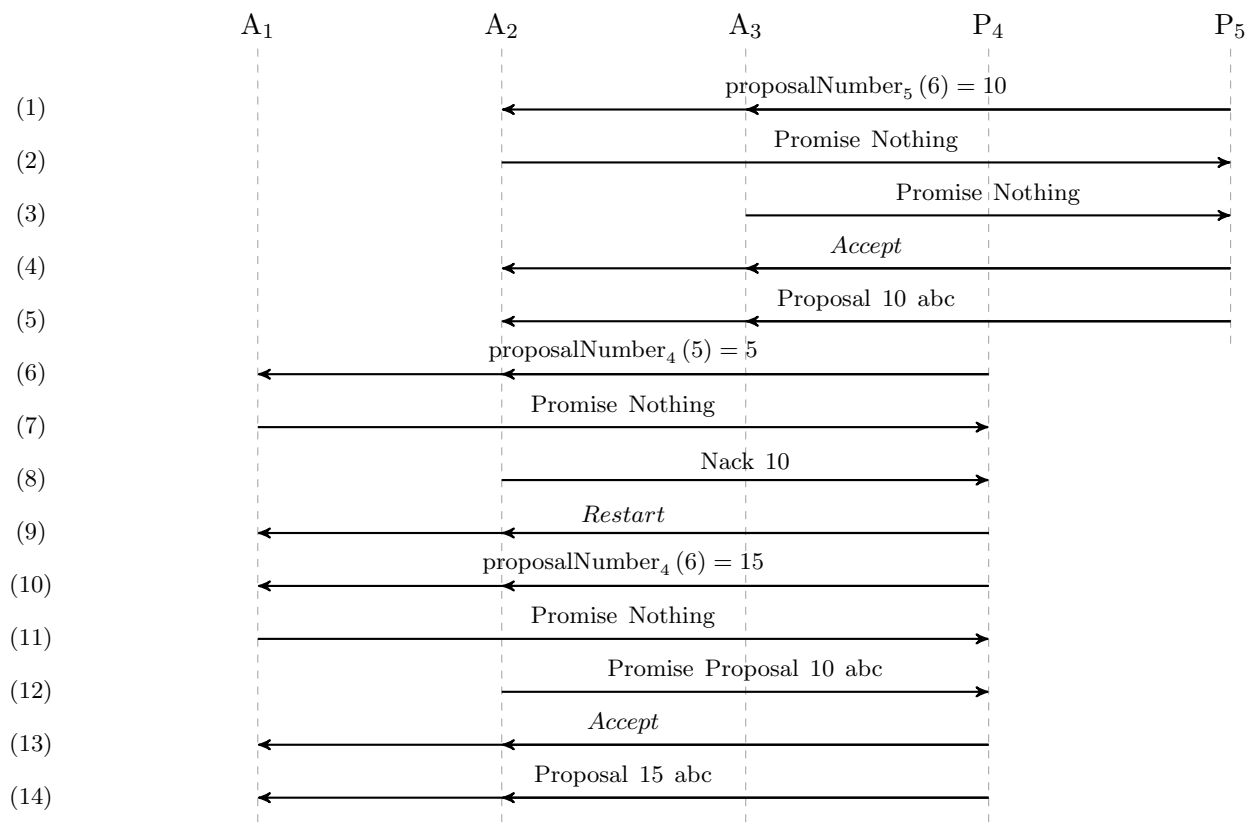 A₁ A₂ A₃ P₄ P₅
(1) proposalNumber₅ (6) = 10
(2) Promise Nothing
(3) Promise Nothing
(4) Accept
(5) Proposal 10 abc
(6) proposalNumber₄ (5) = 5
(7) Promise Nothing
(8) Nack 10
(9) Restart
(10) proposalNumber₄ (6) = 15
(11) Promise Nothing
(12) Promise Proposal 10 abc
(13) Accept
(14) Proposal 15 abc